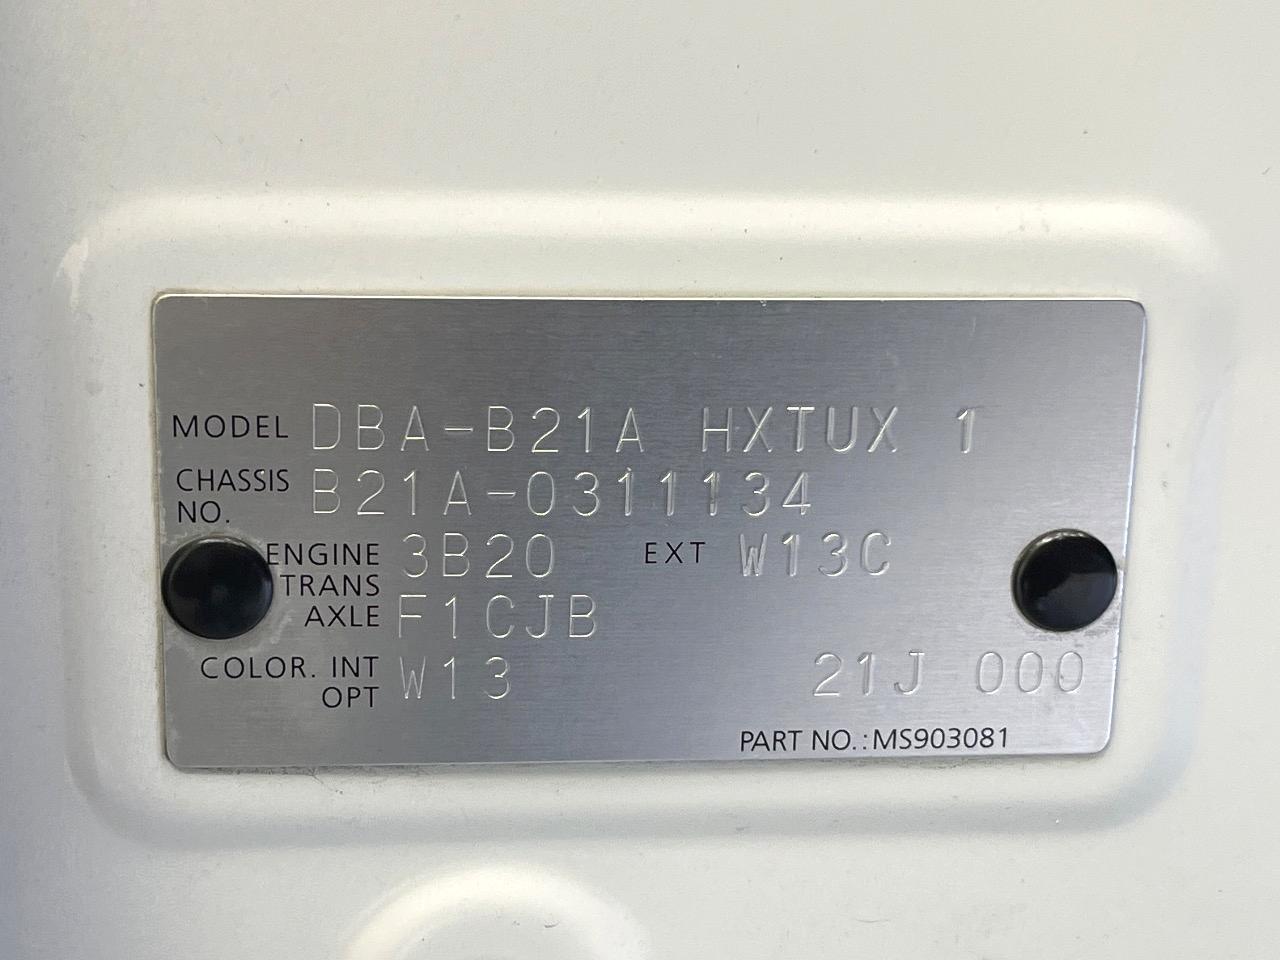 MODEL DBA-B21A HXTUX 1
CHASSIS NO. B21A-0311134
ENGINE 3B20 EXT W13C
TRANS AXLE F1CJB
COLOR. INT OPT W13 21J 000
PART NO.:MS903081